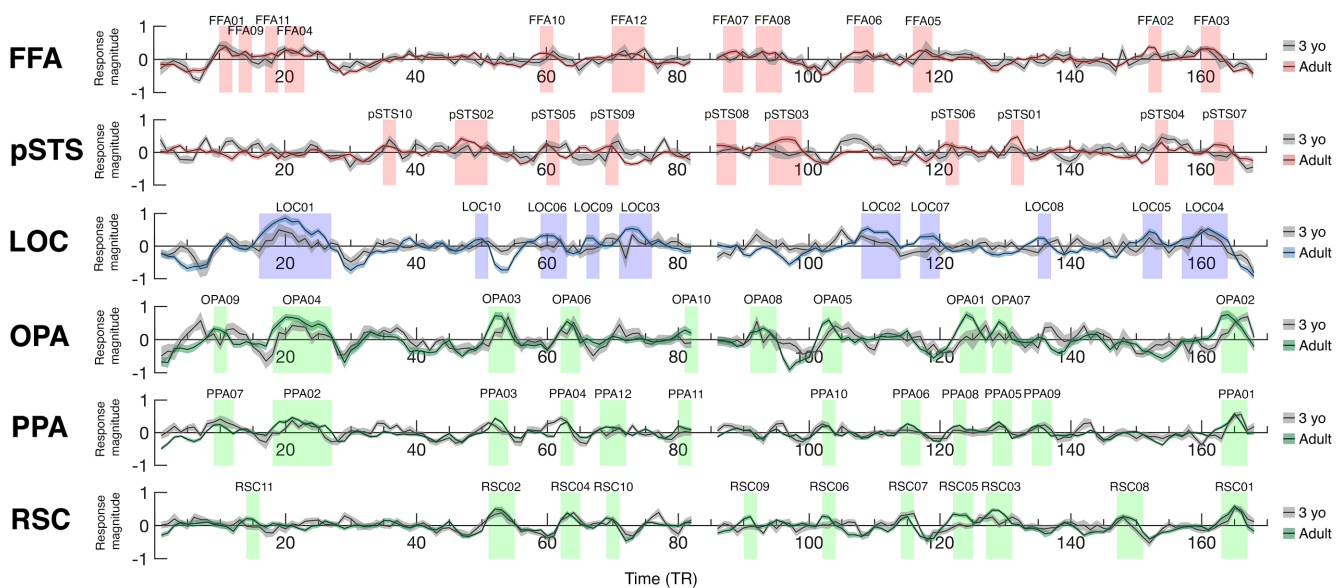 FFA01 FFA11 FFA10 FFA12 FFA07 FFA08 FFA06 FFA05 FFA02 FFA03
FFA09 FFA04
FFA
Response
magnitude
1
0
-1
20 40 60 80 100 120 140 160
3 yo
Adult
pSTS10 pSTS02 pSTS05 pSTS09 pSTS08 pSTS03 pSTS06 pSTS01 pSTS04 pSTS07
pSTS
Response
magnitude
1
0
-1
20 40 60 80 100 120 140 160
3 yo
Adult
LOC01 LOC10 LOC06 LOC09 LOC03 LOC02 LOC07 LOC08 LOC05 LOC04
LOC
Response
magnitude
1
0
-1
20 40 60 80 100 120 140 160
3 yo
Adult
OPA09 OPA04 OPA03 OPA06 OPA10 OPA08 OPA05 OPA01 OPA07 OPA02
OPA
Response
magnitude
1
0
-1
20 40 60 80 100 120 140 160
3 yo
Adult
PPA07 PPA02 PPA03 PPA04 PPA12 PPA11 PPA10 PPA06 PPA08 PPA05 PPA09 PPA01
PPA
Response
magnitude
1
0
-1
20 40 60 80 100 120 140 160
3 yo
Adult
RSC11 RSC02 RSC04 RSC10 RSC09 RSC06 RSC07 RSC05 RSC03 RSC08 RSC01
RSC
Response
magnitude
1
0
-1
20 40 60 80 100 120 140 160
3 yo
Adult
Time (TR)